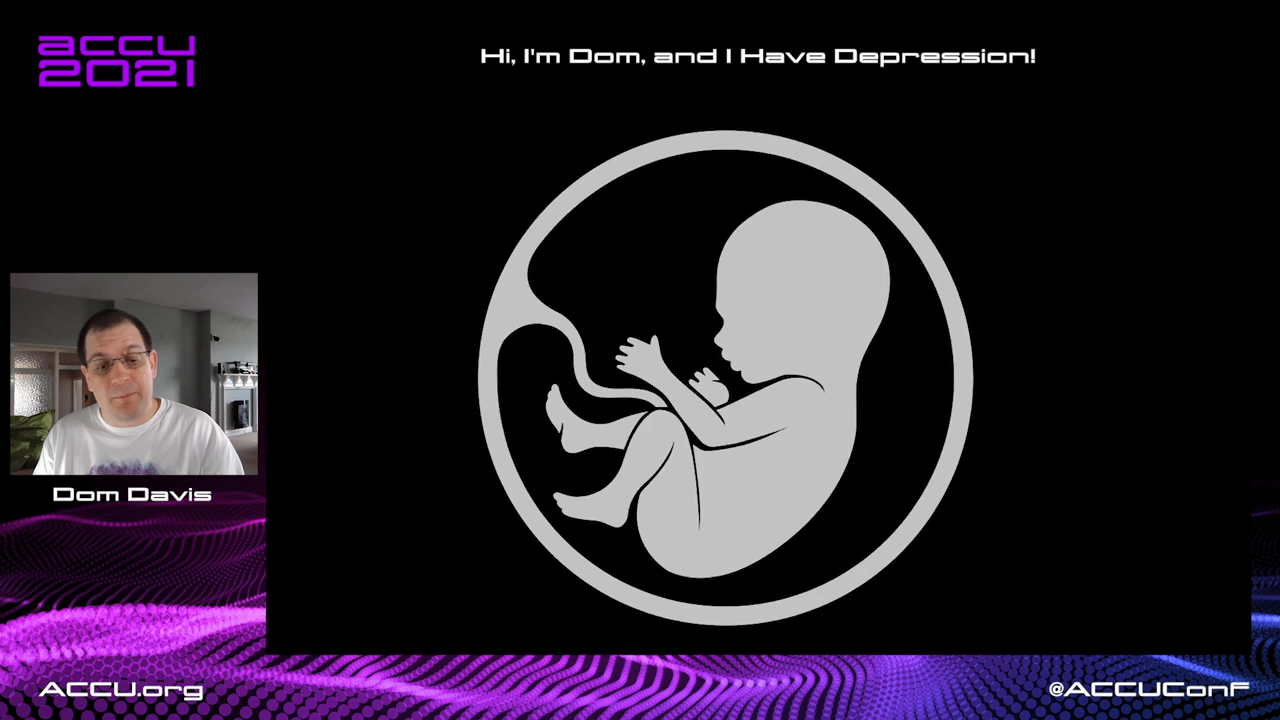 accu
2021
Hi, I'm Dom, and I Have Depression!
Dom Davis
ACCU.org
@ACCUConf